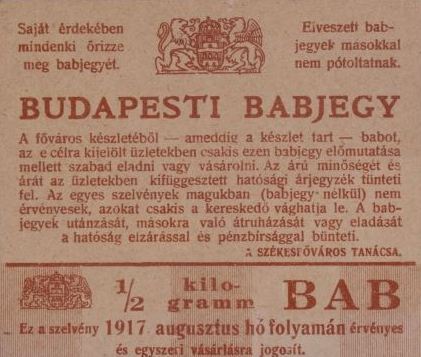 Saját érdekében
mindenki őrizze
meg babjegyét.
Elveszett bab-
jegyek másokkal
nem pótoltatnak.
BUDAPESTI BABJEGY
A főváros készletéből — ameddig a készlet tart — babot,
az e célra kijelölt üzletekben csakis ezen babjegy előmutatása
mellett szabad eladni vagy vásárolni. Az árú minőségét és
árát az üzletekben kifüggesztett hatósági árjegyzék tünteti
fel. Az egyes szelvények magukban (babjegy nélkül) nem
érvényesek, azokat csakis a kereskedő vághatja le. A bab-
jegyek utánzását, másokra való átruházását vagy eladását
a hatóság elzárással és pénzbírsággal bünteti.
A SZÉKESFŐVÁROS TANÁCSA.
1/2 kilo-
gramm BAB
Ez a szelvény 1917. augusztus hó folyamán érvényes
és egyszeri vásárlásra jogosít.